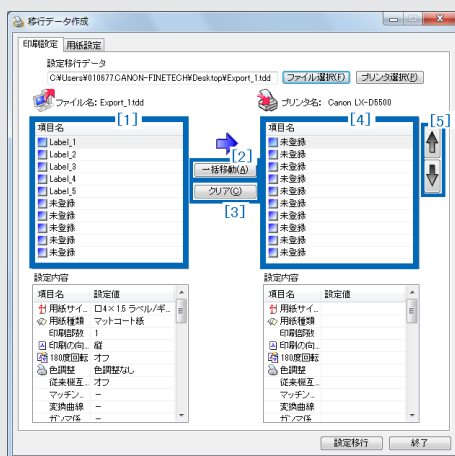 移行データ作成
印刷設定 用紙設定
設定移行データ
C:¥Users¥010677.CANON-FINETECH¥Desktop¥Export_1.tdd ファイル選択(F) プリンタ選択(P)
ファイル名: Export_1.tdd プリンタ名: Canon LX-D5500
[1] [4] [5]
項目名 項目名
Label_1 未登録
Label_2 未登録
[2]
Label_3 未登録
一括移動(A)
Label_4 未登録
Label_5 未登録
クリア(C)
未登録 未登録
[3]
未登録 未登録
未登録 未登録
未登録 未登録
未登録 未登録
設定内容 設定内容
項目名 設定値 項目名 設定値
用紙サイ... ロ4×1.5 ラベル/ギ... 用紙サイ...
用紙種類 マットコート紙 用紙種類
印刷部数 1 印刷部数
印刷の向... 縦 印刷の向...
180度回転 オフ 180度回転
色調整 色調整なし 色調整
従来機互... オフ 従来機互...
マッチン... − マッチン...
変換曲線 − 変換曲線
ガンマ係 − ガンマ係
設定移行 終了